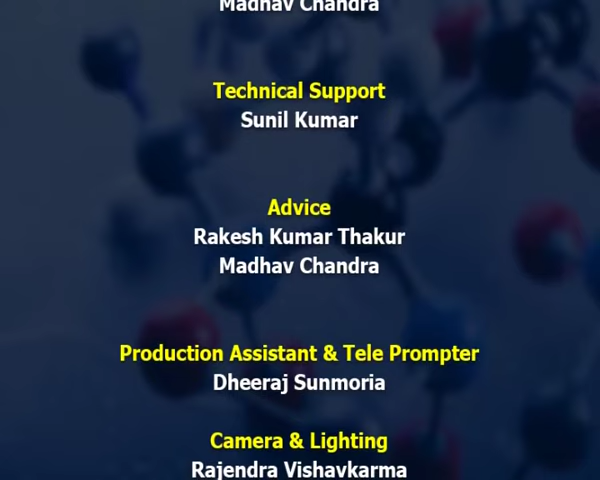 Madhav Chandra
Technical Support
Sunil Kumar
Advice
Rakesh Kumar Thakur
Madhav Chandra
Production Assistant & Tele Prompter
Dheeraj Sunmoria
Camera & Lighting
Rajendra Vishavkarma